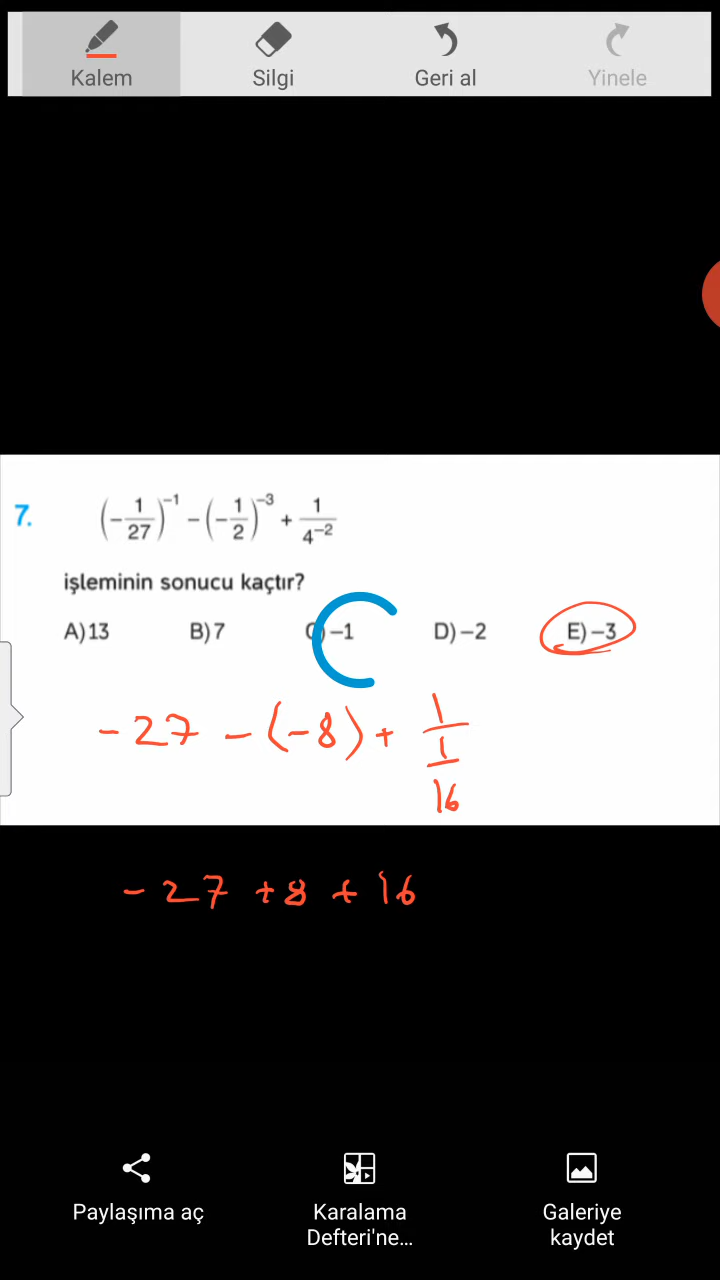 Kalem Silgi Geri al Yinele
7. (-1/27)^-1 - (-1/2)^-3 + 1/4^-2
işleminin sonucu kaçtır?
A) 13 B) 7 C) -1 D) -2 E) -3
-27 - (-8) + 1/(1/16)
-27 + 8 + 16
Paylaşıma aç Karalama Defteri'ne... Galeriye kaydet